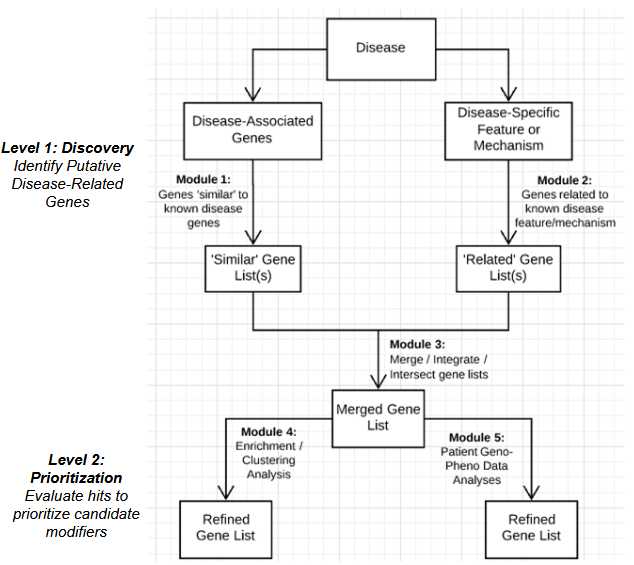 Disease
Disease-Associated
Genes
Disease-Specific
Feature or
Mechanism
Level 1: Discovery
Identify Putative
Disease-Related
Genes
Module 1:
Genes 'similar' to
known disease
genes
Module 2:
Genes related to
known disease
feature/mechanism
'Similar' Gene
List(s)
'Related' Gene
List(s)
Module 3:
Merge / Integrate /
Intersect gene lists
Merged Gene
List
Module 4:
Enrichment /
Clustering
Analysis
Module 5:
Patient Geno-
Pheno Data
Analyses
Level 2:
Prioritization
Evaluate hits to
prioritize candidate
modifiers
Refined
Gene List
Refined
Gene List